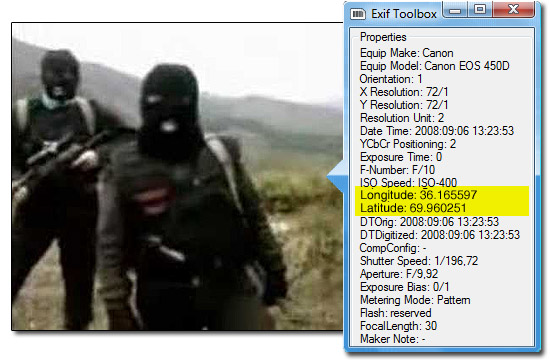 Exif Toolbox
Properties
Equip Make: Canon
Equip Model: Canon EOS 450D
Orientation: 1
X Resolution: 72/1
Y Resolution: 72/1
Resolution Unit: 2
Date Time: 2008:09:06 13:23:53
YCbCr Positioning: 2
Exposure Time: 0
F-Number: F/10
ISO Speed: ISO-400
Longitude: 36.165597
Latitude: 69.960251
DTOrig: 2008:09:06 13:23:53
DTDigitized: 2008:09:06 13:23:53
CompConfig: -
Shutter Speed: 1/196,72
Aperture: F/9,92
Exposure Bias: 0/1
Metering Mode: Pattern
Flash: reserved
FocalLength: 30
Maker Note: -